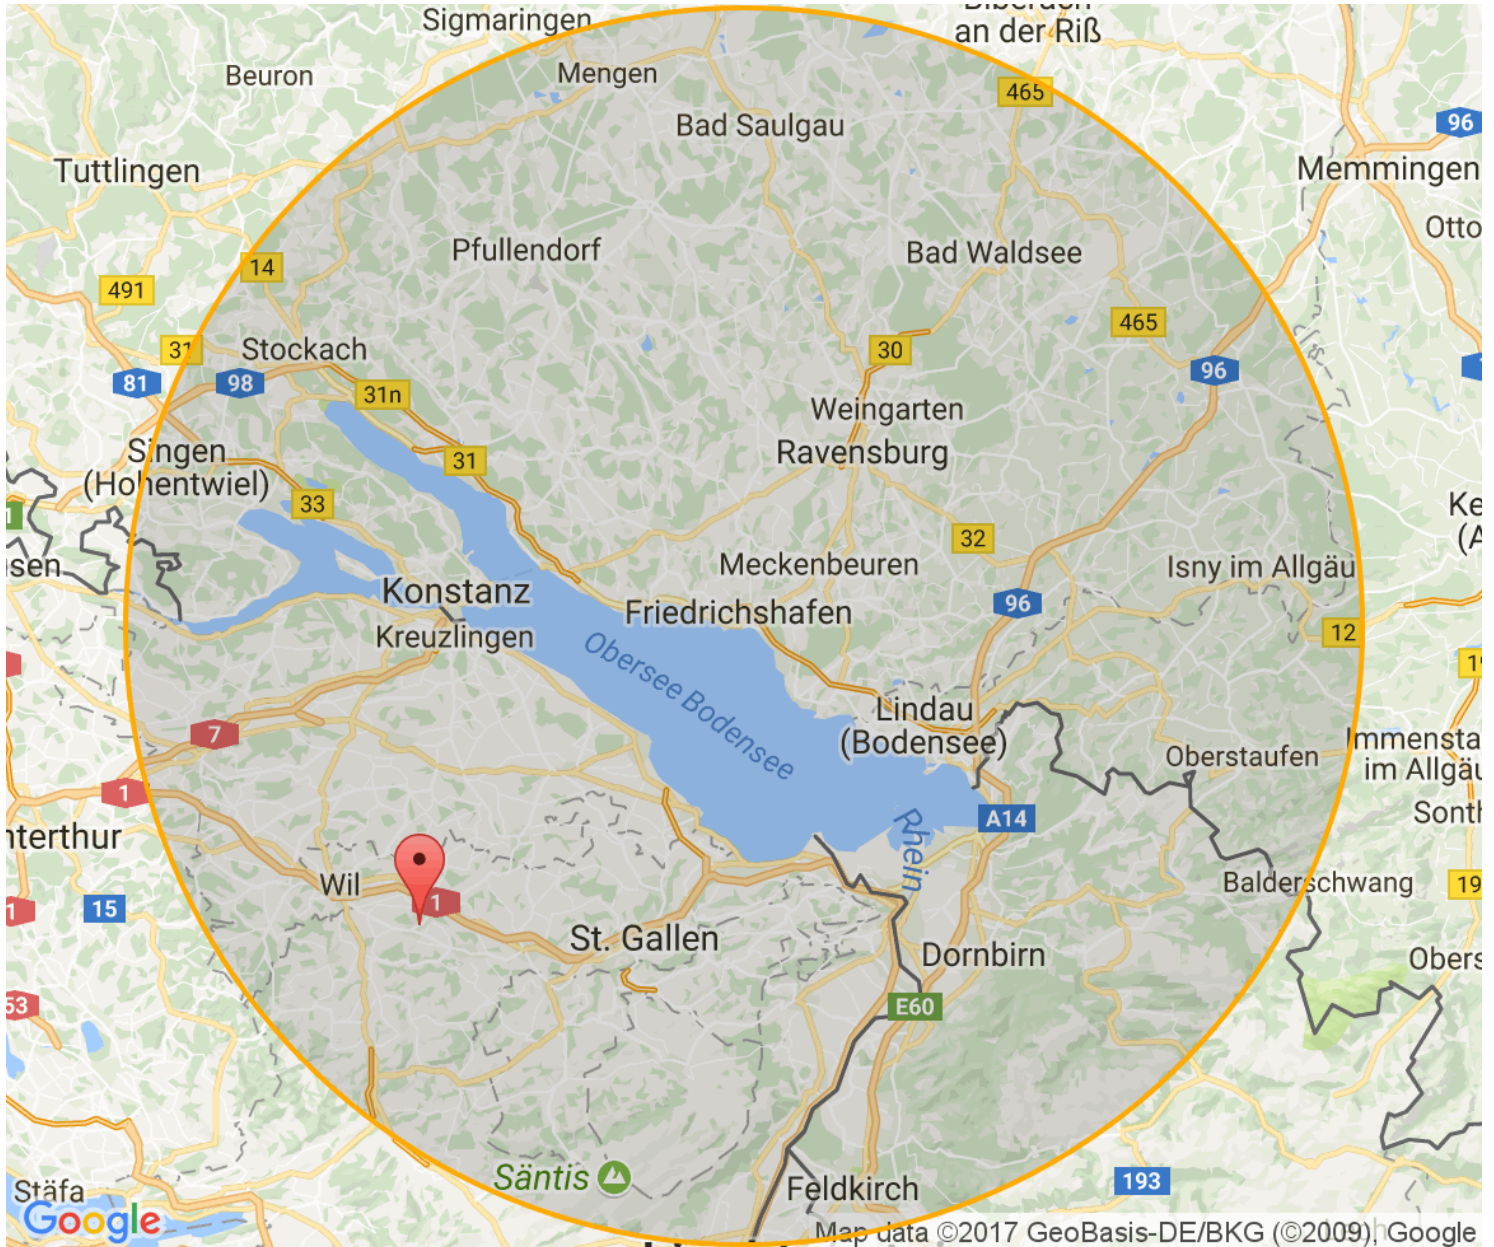 Sigmaringen
an der Riß
Beuron
Mengen
465
Bad Saulgau
96
Tuttlingen
Memmingen
Pfullendorf
Bad Waldsee
14
491
465
31
Stockach
30
81
98
31n
96
Weingarten
Singen
(Hohentwiel)
31
Ravensburg
33
32
Meckenbeuren
Isny im Allgäu
Konstanz
96
Friedrichshafen
Kreuzlingen
12
Obersee Bodensee
7
Lindau
(Bodensee)
Oberstaufen
im Allgäu
1
A14
Rhein
Wil
1
15
Balderschwang
St. Gallen
Dornbirn
E60
Säntis
Feldkirch
193
Stäfa
Google
Map data ©2017 GeoBasis-DE/BKG (©2009), Google